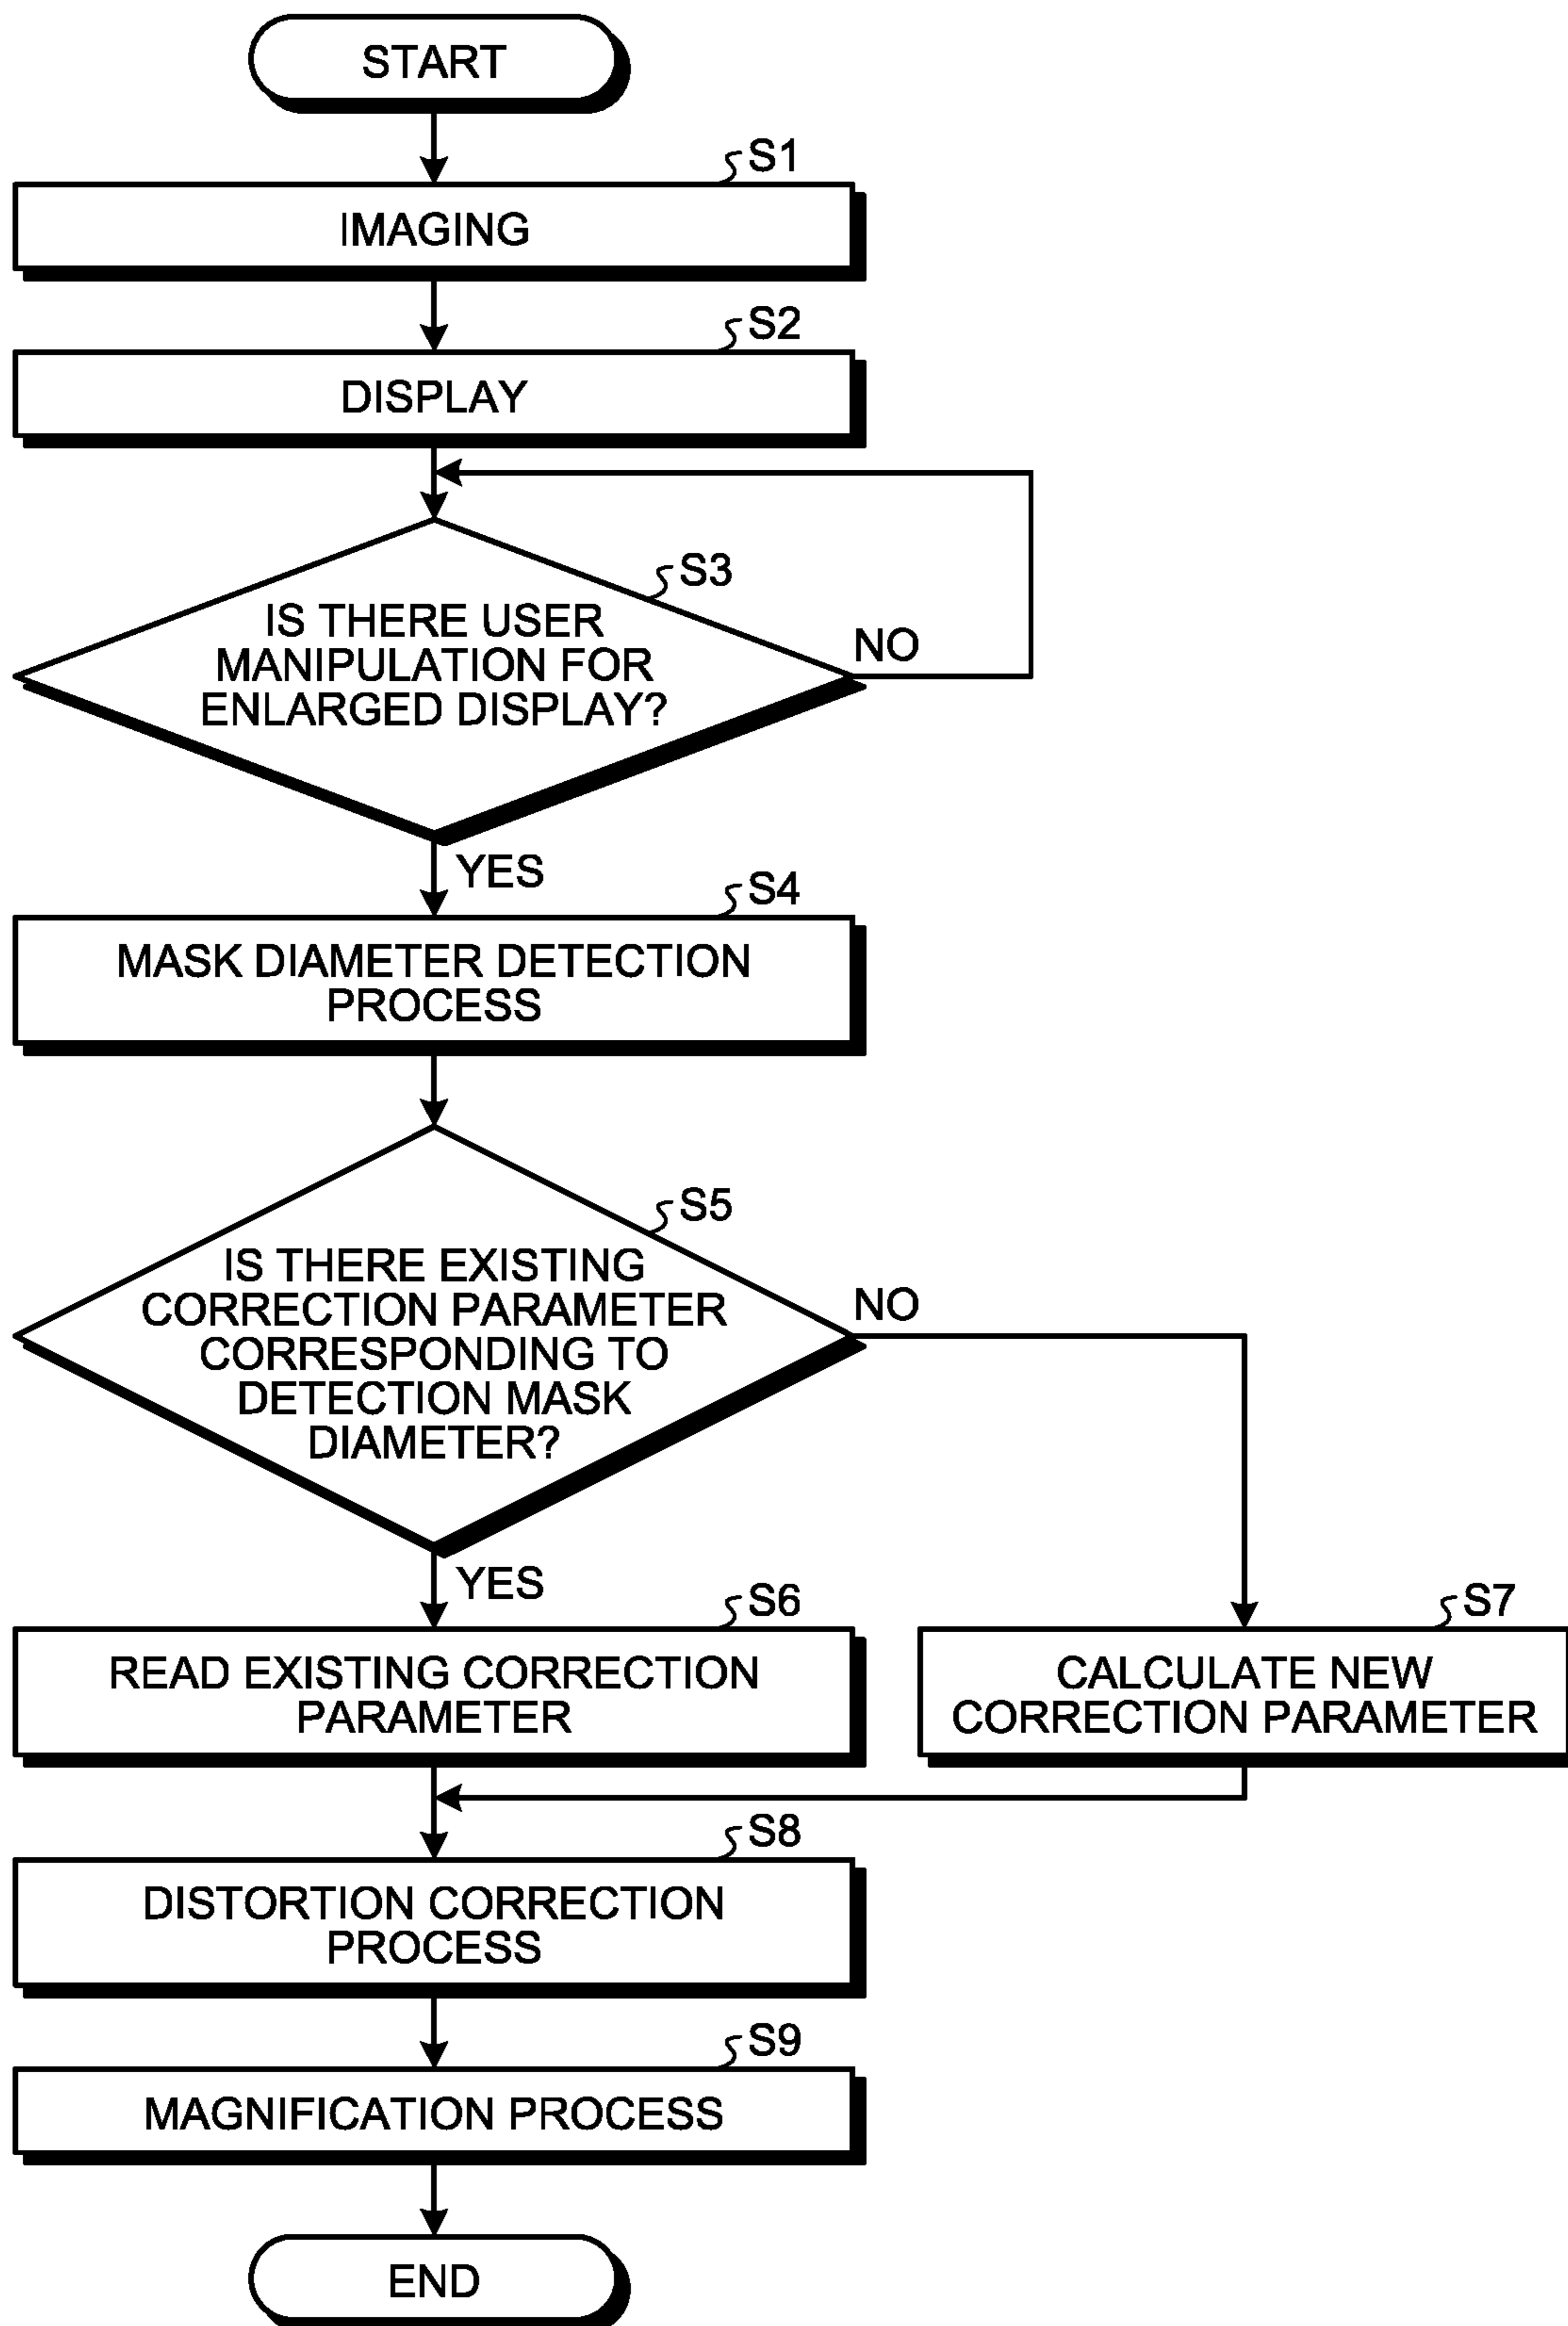 START
S1
IMAGING
S2
DISPLAY
S3
IS THERE USER
MANIPULATION FOR
ENLARGED DISPLAY?
NO
YES
S4
MASK DIAMETER DETECTION
PROCESS
S5
IS THERE EXISTING
CORRECTION PARAMETER
CORRESPONDING TO
DETECTION MASK
DIAMETER?
NO
YES
S6
READ EXISTING CORRECTION
PARAMETER
S7
CALCULATE NEW
CORRECTION PARAMETER
S8
DISTORTION CORRECTION
PROCESS
S9
MAGNIFICATION PROCESS
END